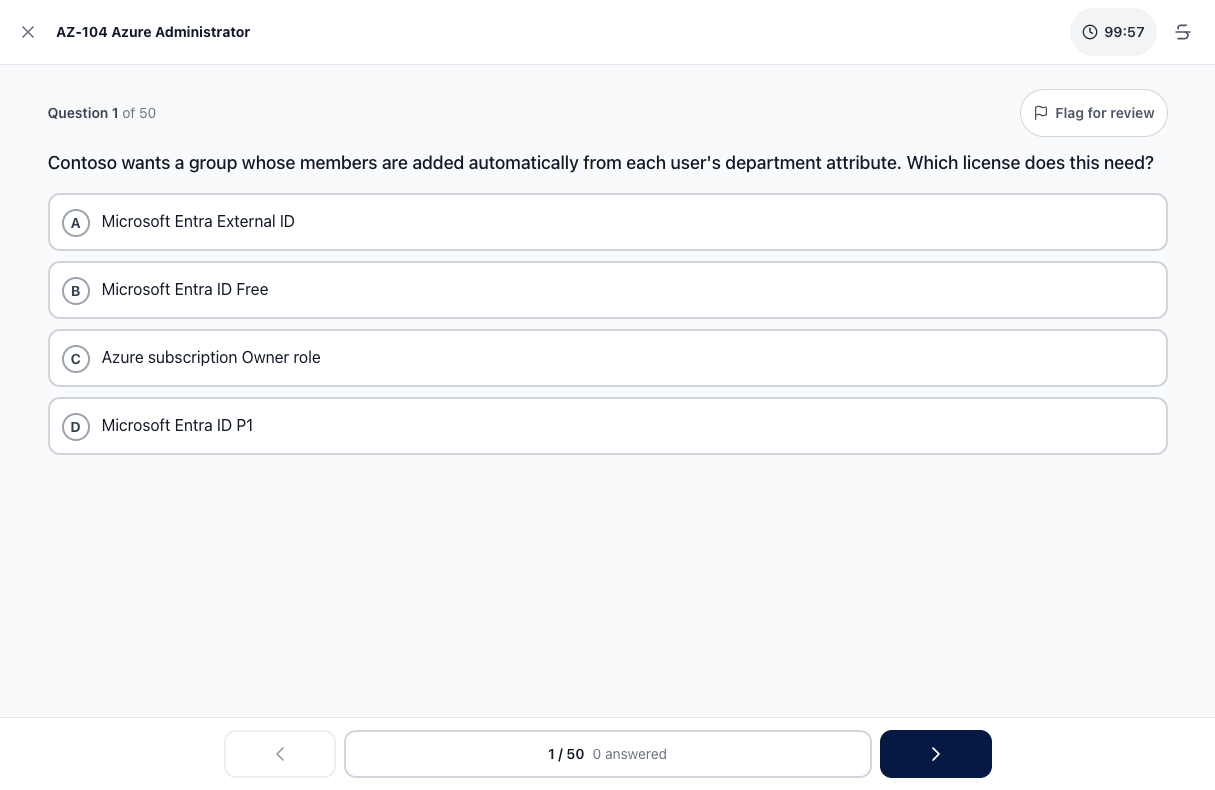 AZ-104 Azure Administrator
99:57
Question 1 of 50
Flag for review
Contoso wants a group whose members are added automatically from each user's department attribute. Which license does this need?
A Microsoft Entra External ID
B Microsoft Entra ID Free
C Azure subscription Owner role
D Microsoft Entra ID P1
1 / 50 0 answered